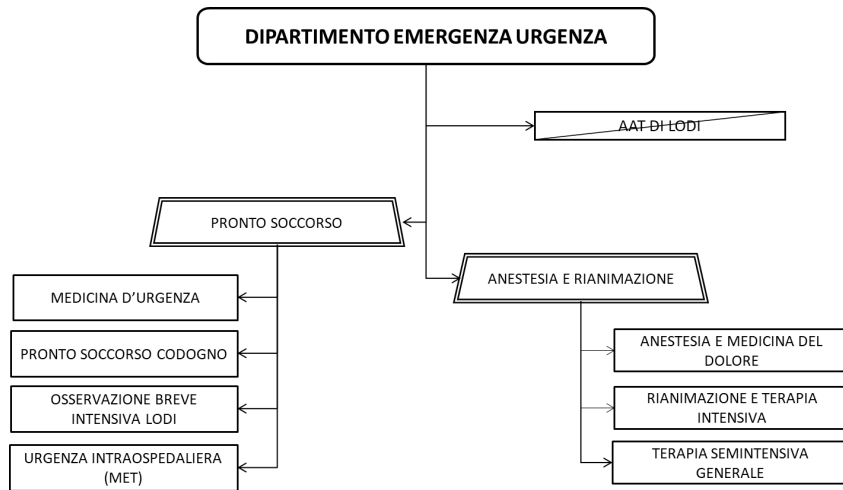 DIPARTIMENTO EMERGENZA URGENZA
AAT DI LODI
PRONTO SOCCORSO
ANESTESIA E RIANIMAZIONE
MEDICINA D’URGENZA
PRONTO SOCCORSO CODOGNO
OSSERVAZIONE BREVE
INTENSIVA LODI
URGENZA INTRAOSPEDALIERA
(MET)
ANESTESIA E MEDICINA DEL
DOLORE
RIANIMAZIONE E TERAPIA
INTENSIVA
TERAPIA SEMINTENSIVA
GENERALE